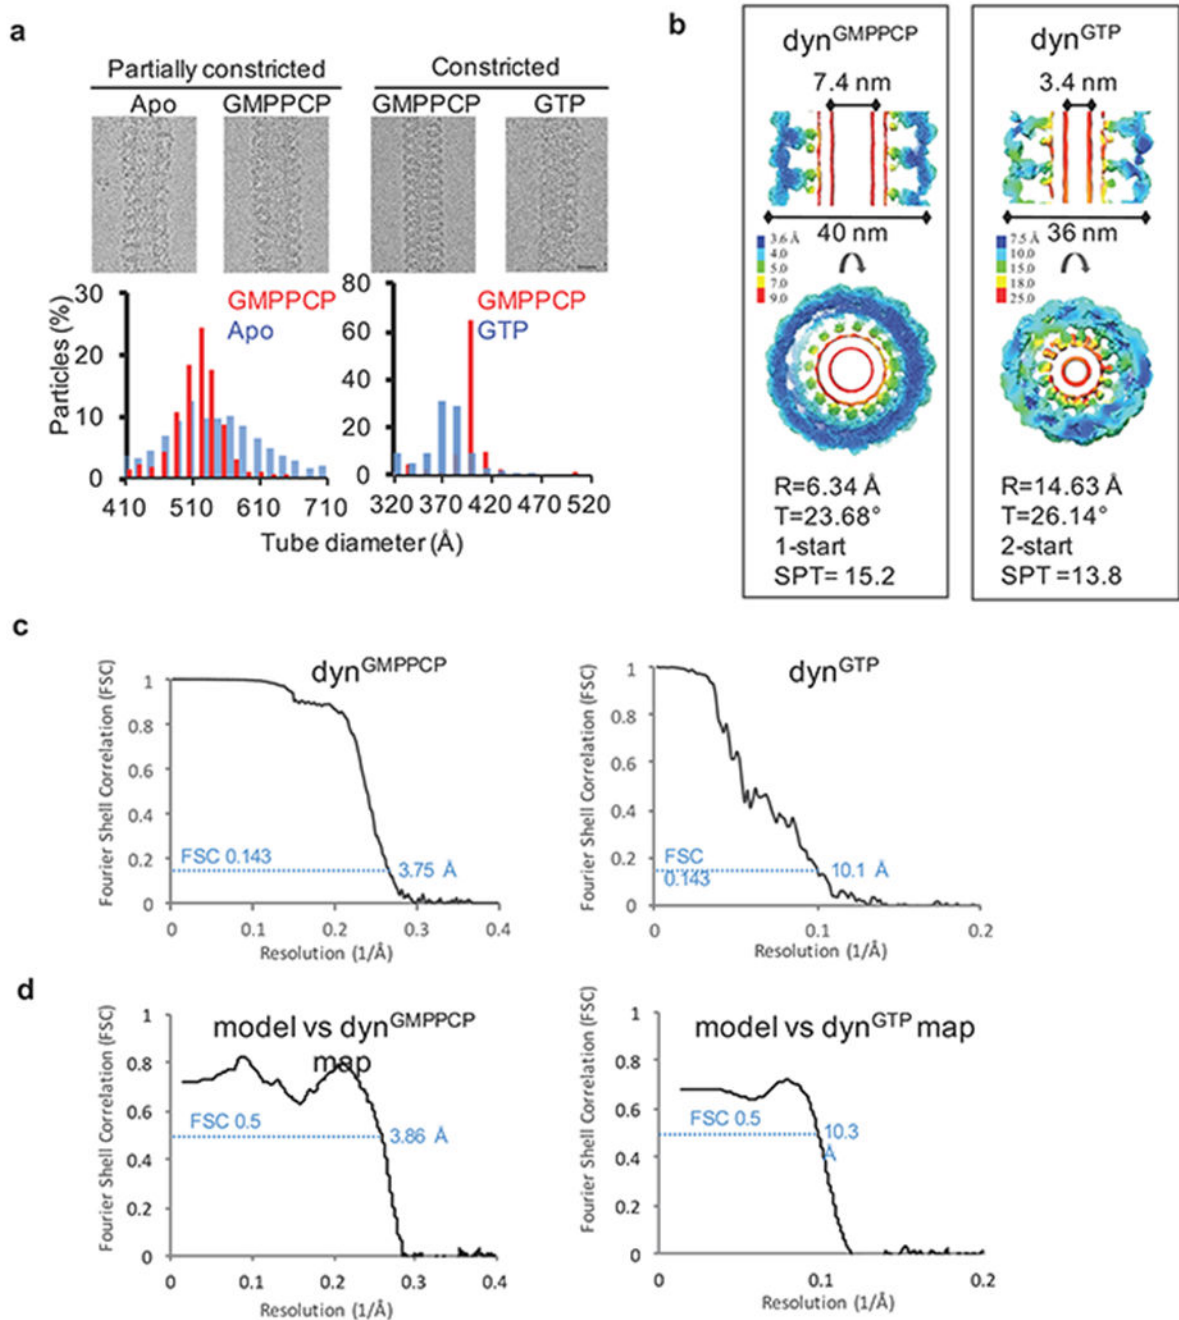 a
Partially constricted
Constricted
Apo
GMPPCP
GMPPCP
GTP
30
20
10
0
Particles (%)
GMPPCP
Apo
410
510
610
710
80
60
40
20
0
GMPPCP
GTP
320
370
420
470
520
Tube diameter (Å)
b
dynGMPPCP
7.4 nm
40 nm
3.6 Å
4.0
5.0
7.0
9.0
R=6.34 Å
T=23.68°
1-start
SPT= 15.2
dynGTP
3.4 nm
36 nm
7.5 Å
10.0
15.0
18.0
25.0
R=14.63 Å
T=26.14°
2-start
SPT =13.8
c
dynGMPPCP
Fourier Shell Correlation (FSC)
1
0.8
0.6
0.4
0.2
0
FSC 0.143
3.75 Å
0
0.1
0.2
0.3
0.4
Resolution (1/Å)
dynGTP
Fourier Shell Correlation (FSC)
1
0.8
0.6
0.4
0.2
0
FSC
0.143
10.1 Å
0
0.1
0.2
Resolution (1/Å)
d
model vs dynGMPPCP
map
Fourier Shell Correlation (FSC)
1
0.8
0.6
0.4
0.2
0
FSC 0.5
3.86 Å
0
0.1
0.2
0.3
0.4
Resolution (1/Å)
model vs dynGTP map
Fourier Shell Correlation (FSC)
1
0.8
0.6
0.4
0.2
0
FSC 0.5
10.3
Å
0
0.1
0.2
Resolution (1/Å)